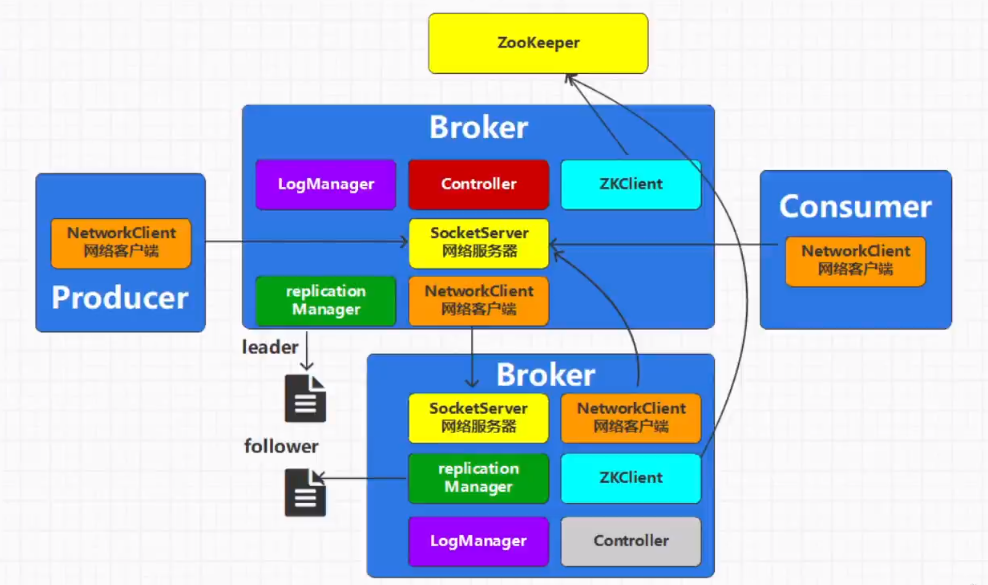 ZooKeeper
Broker
LogManager
Controller
ZKClient
NetworkClient
网络客户端
Producer
SocketServer
网络服务器
Consumer
NetworkClient
网络客户端
replication
Manager
NetworkClient
网络客户端
leader
Broker
SocketServer
网络服务器
NetworkClient
网络客户端
follower
replication
Manager
ZKClient
LogManager
Controller